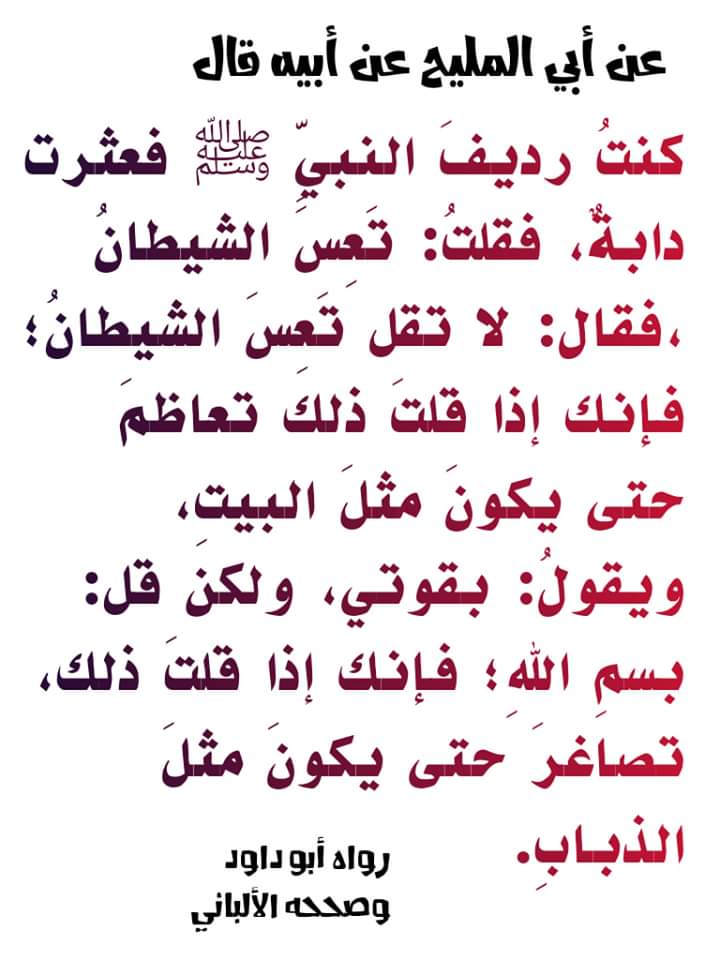 عن أبي المليح عن أبيه قال
كنتُ رديفَ النبيِّ ﷺ فعثرت
دابةٌ، فقلتُ: تَعِسَ الشيطانُ
،فقال: لا تقل تَعِسَ الشيطانُ؛
فإنك إذا قلتَ ذلكَ تعاظمَ
حتى يكونَ مثلَ البيتِ،
ويقولُ: بقوتي، ولكنْ قل:
بسمِ اللهِ؛ فإنك إذا قلتَ ذلك،
تصاغرَ حتى يكونَ مثلَ
الذبابِ.
رواه أبو داود
وصححه الألباني